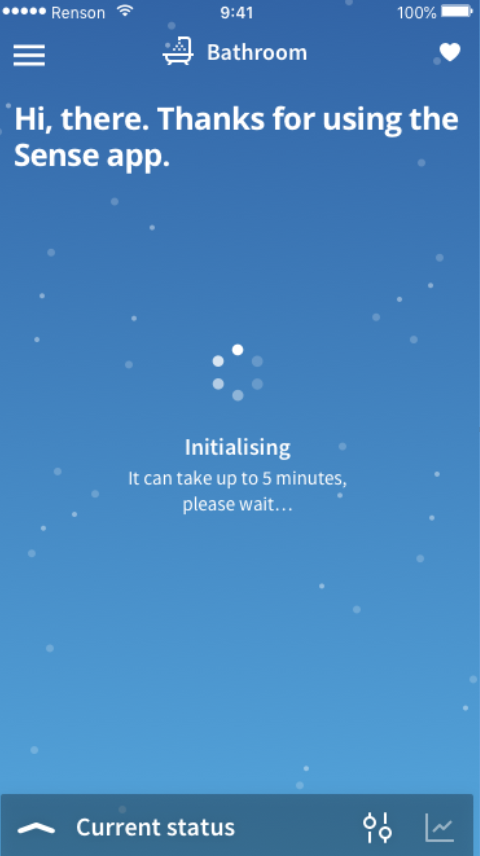 Renson 9:41 100%
Bathroom
Hi, there. Thanks for using the
Sense app.
Initialising
It can take up to 5 minutes,
please wait...
Current status